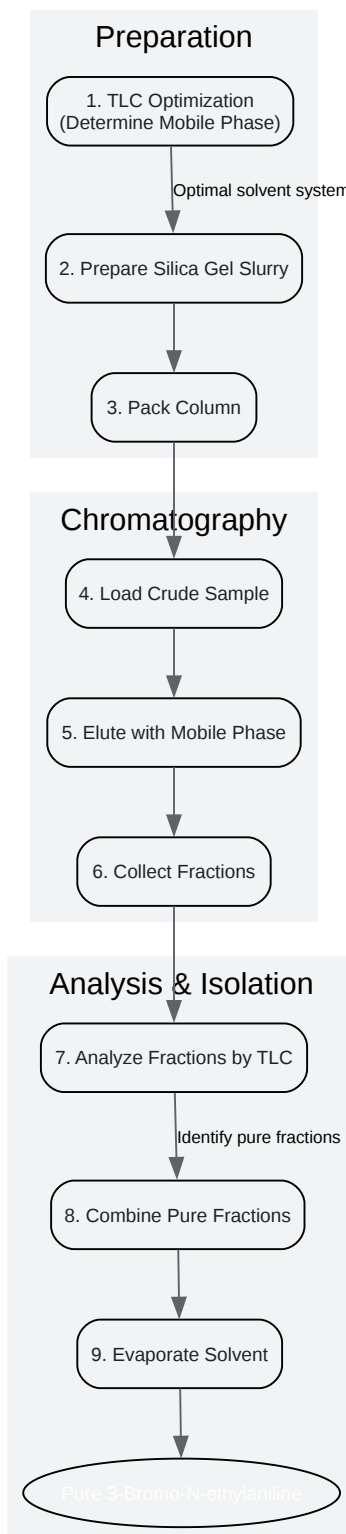 Preparation
1. TLC Optimization
(Determine Mobile Phase)
Optimal solvent system
2. Prepare Silica Gel Slurry
3. Pack Column
Chromatography
4. Load Crude Sample
5. Elute with Mobile Phase
6. Collect Fractions
Analysis & Isolation
7. Analyze Fractions by TLC
Identify pure fractions
8. Combine Pure Fractions
9. Evaporate Solvent
Pure 3-Bromo-N-ethylaniline